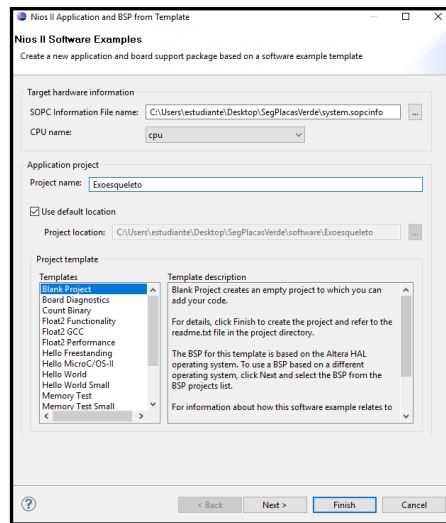 Nios II Application and BSP from Template
Nios II Software Examples
Create a new application and board support package based on a software example template
Target hardware information
SOPC Information File name: C:\Users\estudiante\Desktop\SegPlacasVerde\system.sopcinfo ...
CPU name: cpu
Application project
Project name: Exoesqueleto
Use default location
Project location: C:\Users\estudiante\Desktop\SegPlacasVerde\software\Exoesqueleto ...
Project template
Templates
Blank Project
Board Diagnostics
Count Binary
Float2 Functionality
Float2 GCC
Float2 Performance
Hello Freestanding
Hello MicroC/OS-II
Hello World
Hello World Small
Memory Test
Memory Test Small
Template description
Blank Project creates an empty project to which you can
add your code.
For details, click Finish to create the project and refer to the
readme.txt file in the project directory.
The BSP for this template is based on the Altera HAL
operating system. To use a BSP based on a different
operating system, click Next and select the BSP from the
BSP projects list.
For information about how this software example relates to
? < Back Next > Finish Cancel